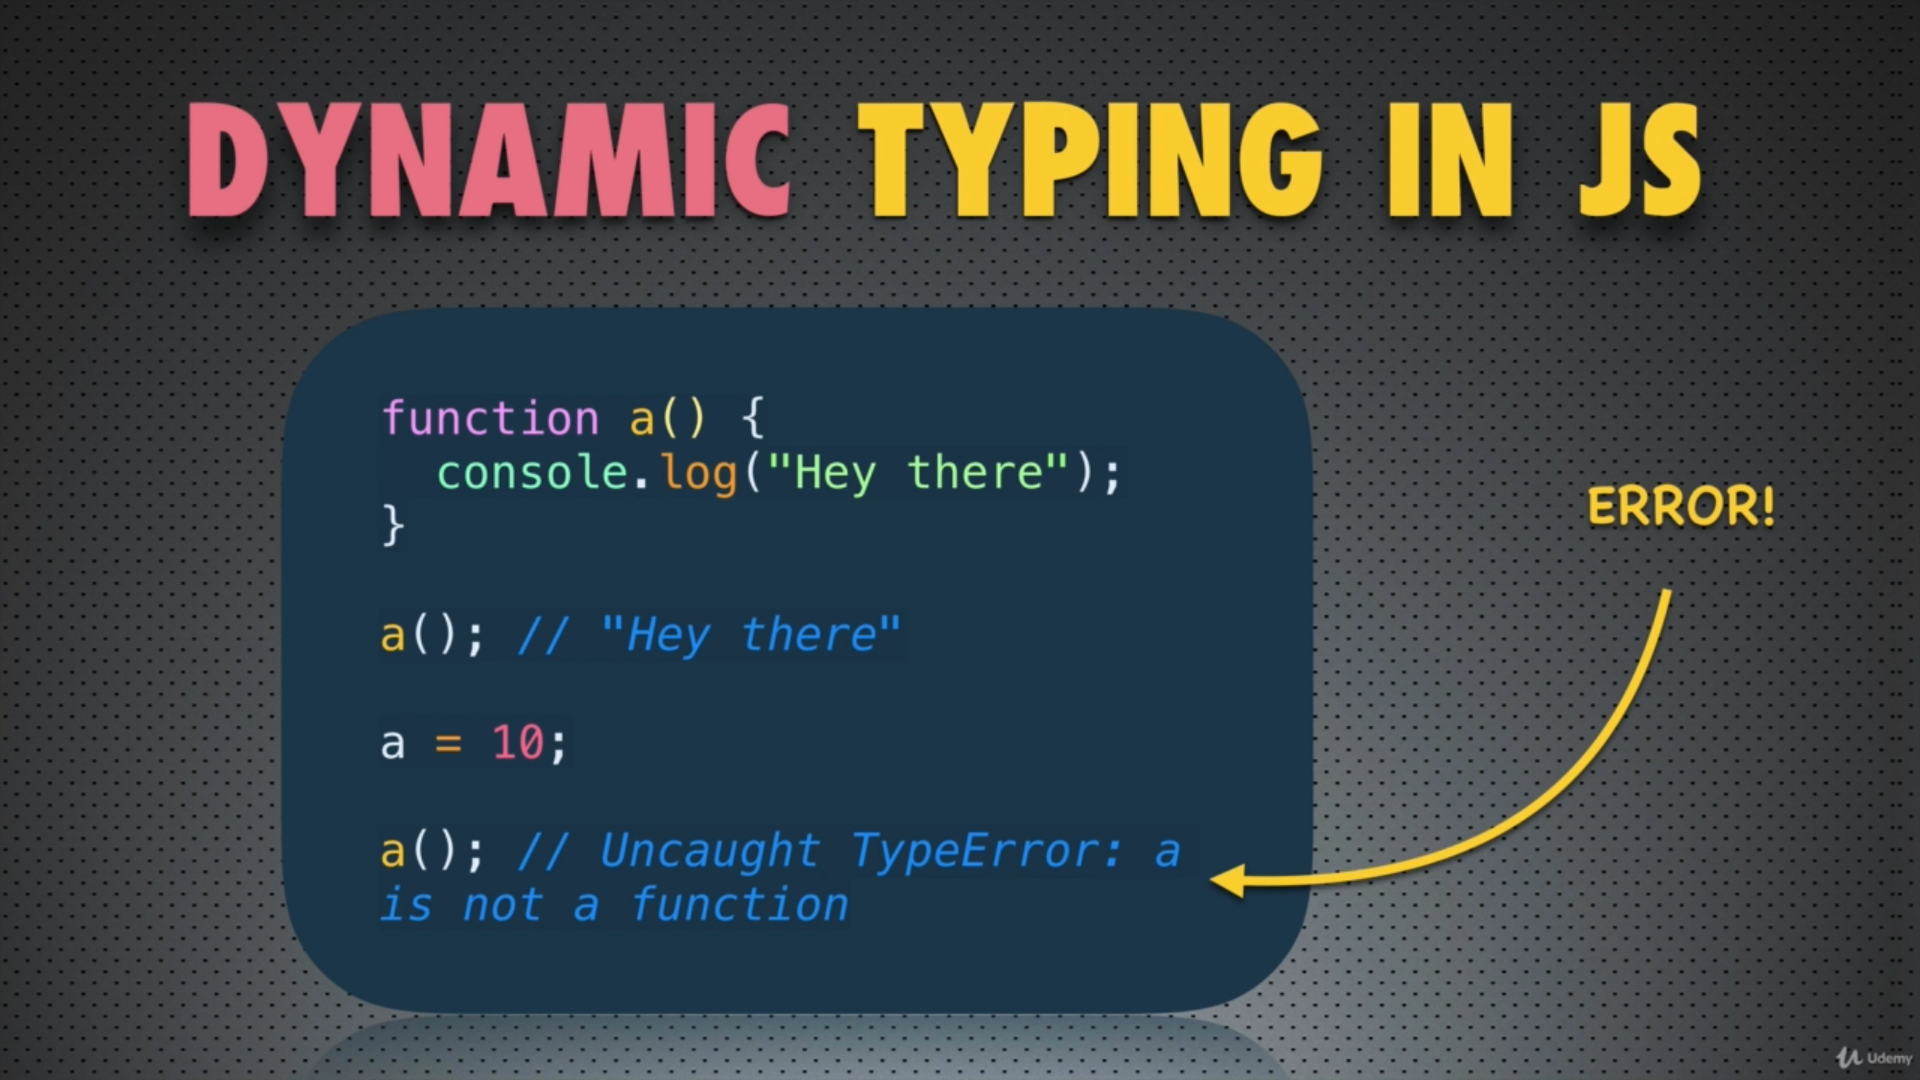 DYNAMIC TYPING IN JS
function a() {
  console.log("Hey there");
}
ERROR!
a(); // "Hey there"
a = 10;
a(); // Uncaught TypeError: a
is not a function
Udemy